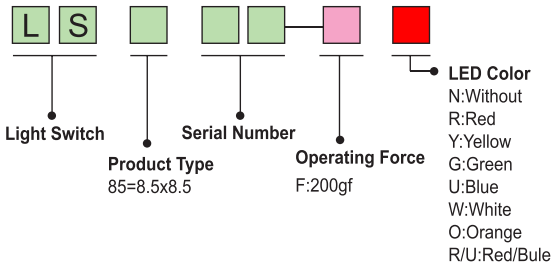 L S
Light Switch
Product Type
85=8.5x8.5
Serial Number
Operating Force
F:200gf
LED Color
N:Without
R:Red
Y:Yellow
G:Green
U:Blue
W:White
O:Orange
R/U:Red/Bule